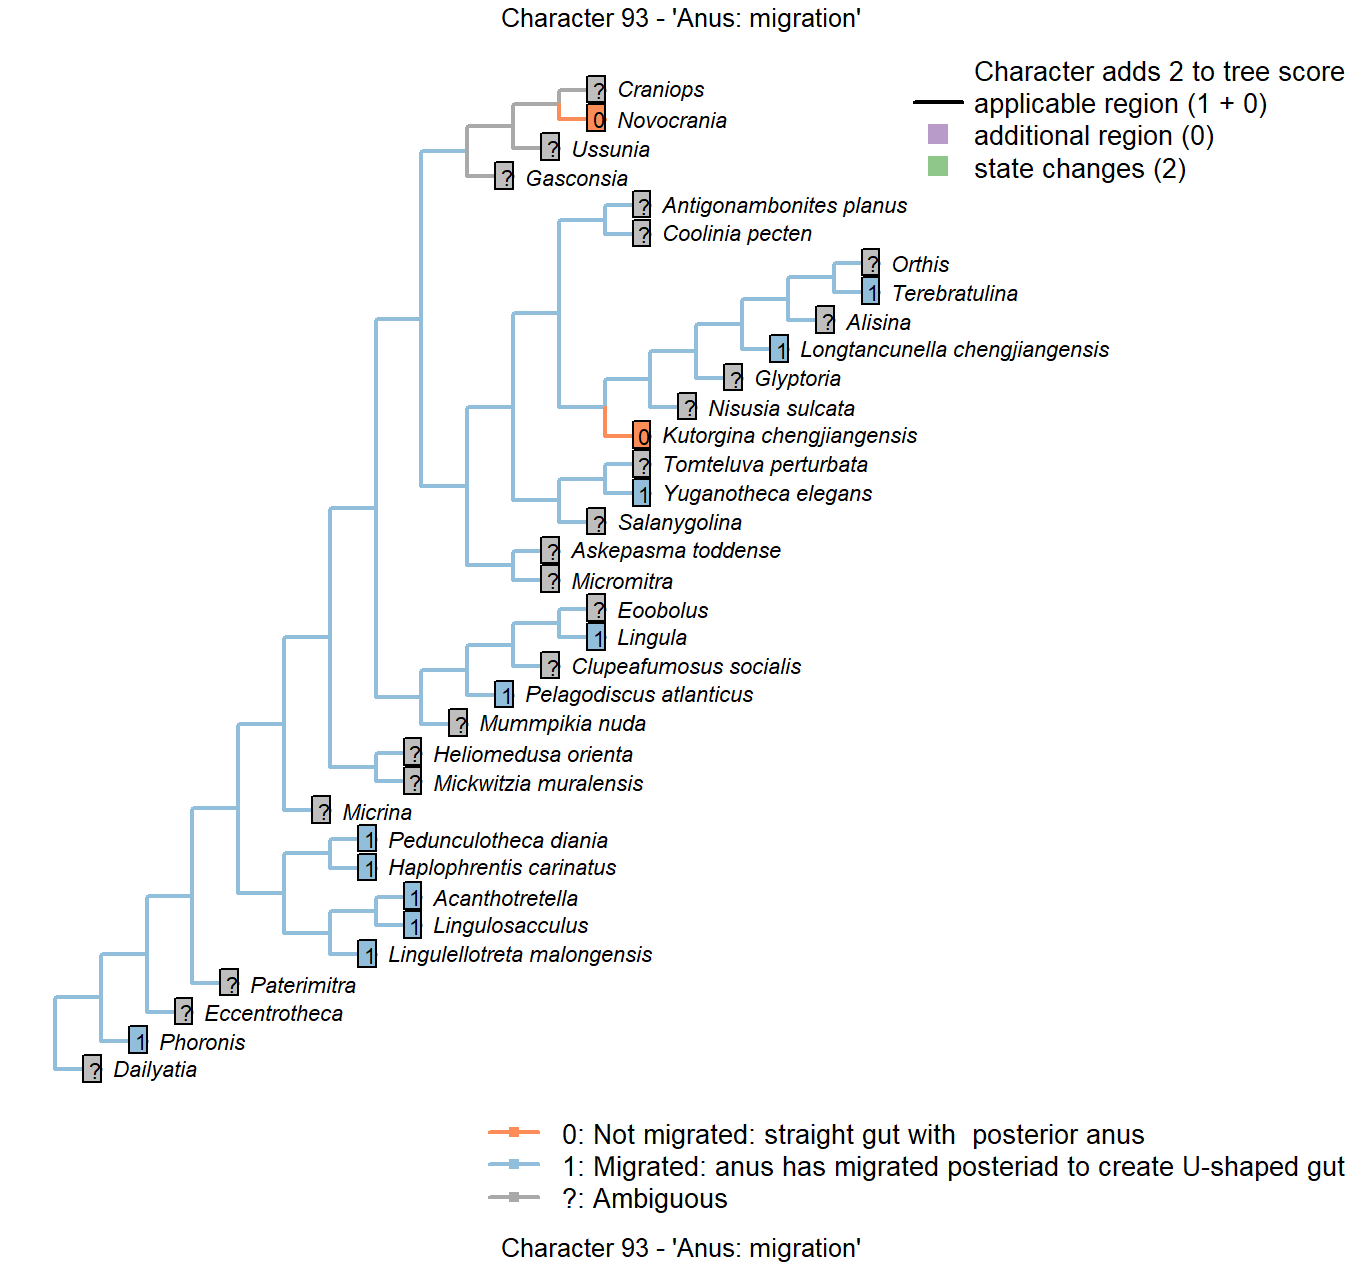 Character 93 - 'Anus: migration'
Character adds 2 to tree score
applicable region (1 + 0)
additional region (0)
state changes (2)
? Craniops
0 Novocrania
? Ussunia
? Gasconsia
? Antigonambonites planus
? Coolinia pecten
? Orthis
1 Terebratulina
? Alisina
1 Longtancunella chengjiangensis
? Glyptoria
? Nisusia sulcata
0 Kutorgina chengjiangensis
? Tomteluva perturbata
1 Yuganotheca elegans
? Salanygolina
? Askepasma toddense
? Micromitra
? Eoobolus
1 Lingula
? Clupeafumosus socialis
1 Pelagodiscus atlanticus
? Mummpikia nuda
? Heliomedusa orienta
? Mickwitzia muralensis
? Micrina
1 Pedunculotheca diania
1 Haplophrentis carinatus
1 Acanthotretella
1 Lingulosacculus
1 Lingulellotreta malongensis
? Paterimitra
? Eccentrotheca
1 Phoronis
? Dailyatia
0: Not migrated: straight gut with  posterior anus
1: Migrated: anus has migrated posteriad to create U-shaped gut
?: Ambiguous
Character 93 - 'Anus: migration'